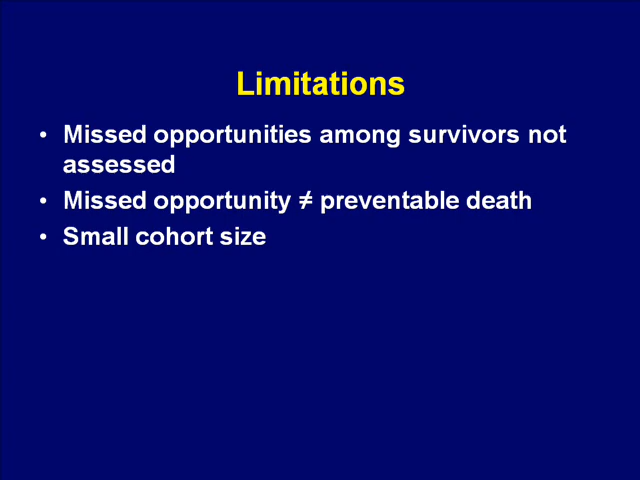 Limitations
• Missed opportunities among survivors not
assessed
• Missed opportunity ≠ preventable death
• Small cohort size